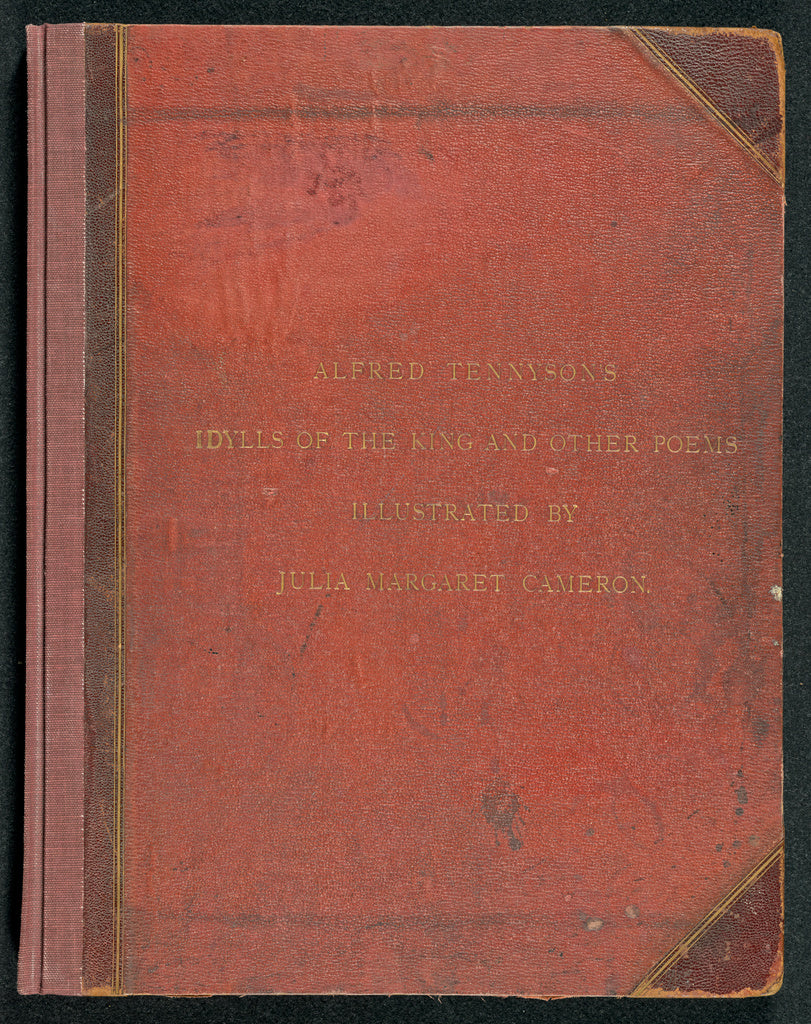 ALFRED TENNYSON'S
IDYLLS OF THE KING AND OTHER POEMS
ILLUSTRATED BY
JULIA MARGARET CAMERON.